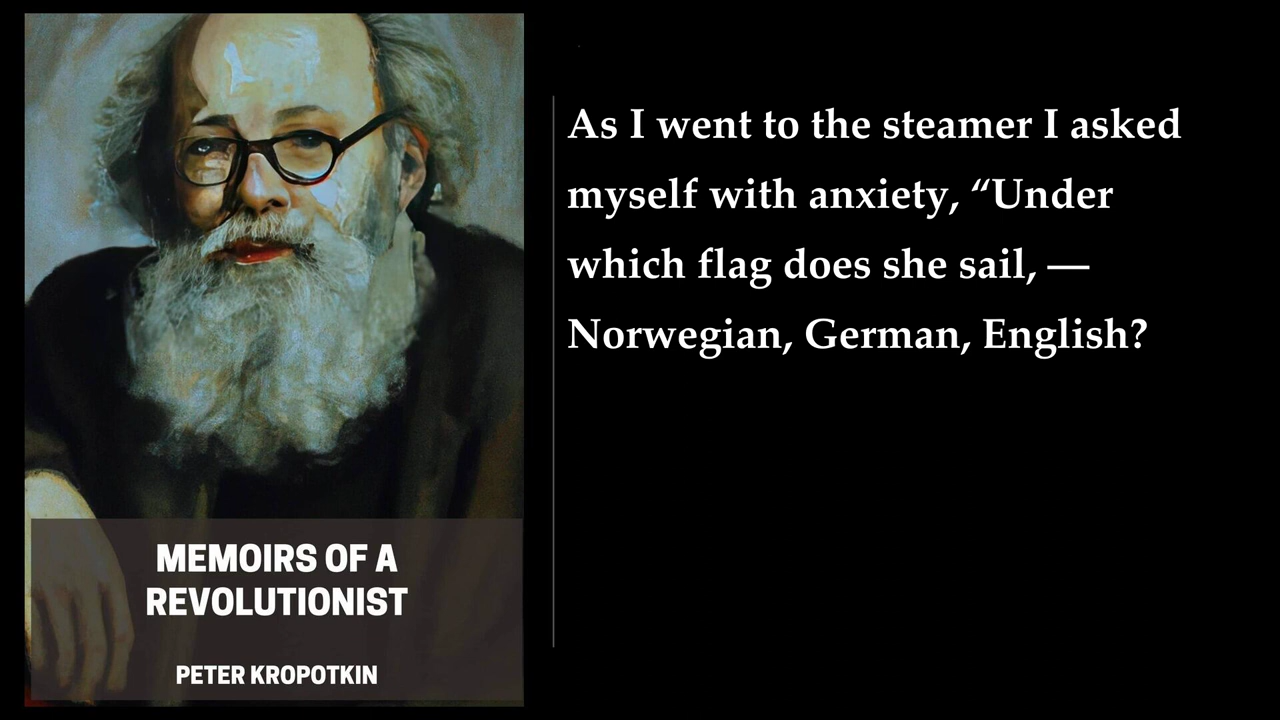 MEMOIRS OF A
REVOLUTIONIST
PETER KROPOTKIN
As I went to the steamer I asked
myself with anxiety, “Under
which flag does she sail, —
Norwegian, German, English?